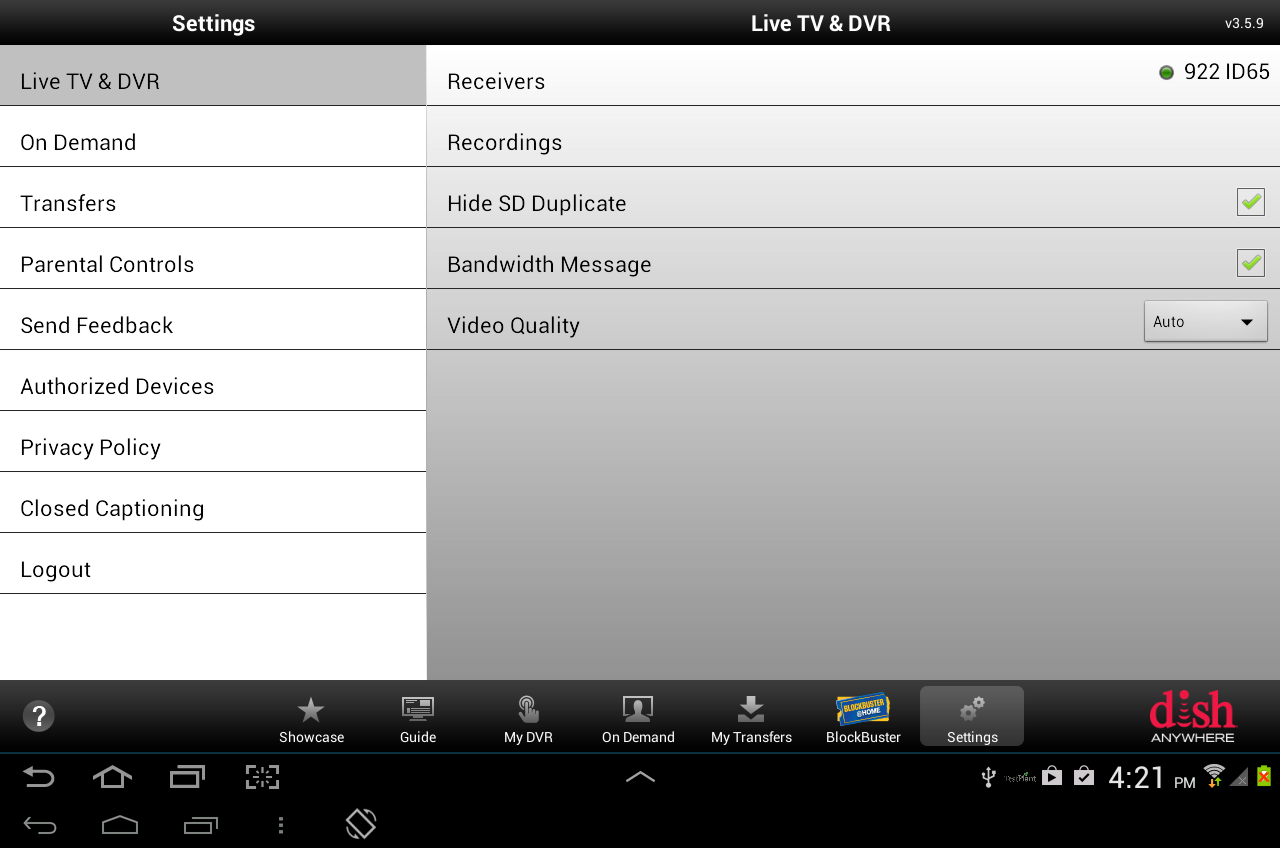 Settings
Live TV & DVR
v3.5.9
Live TV & DVR
On Demand
Transfers
Parental Controls
Send Feedback
Authorized Devices
Privacy Policy
Closed Captioning
Logout
Receivers
922 ID65
Recordings
Hide SD Duplicate
Bandwidth Message
Video Quality
Auto
?
Showcase
Guide
My DVR
On Demand
My Transfers
BLOCKBUSTER
@HOME
BlockBuster
Settings
dish
ANYWHERE
TestPlant
4:21 PM